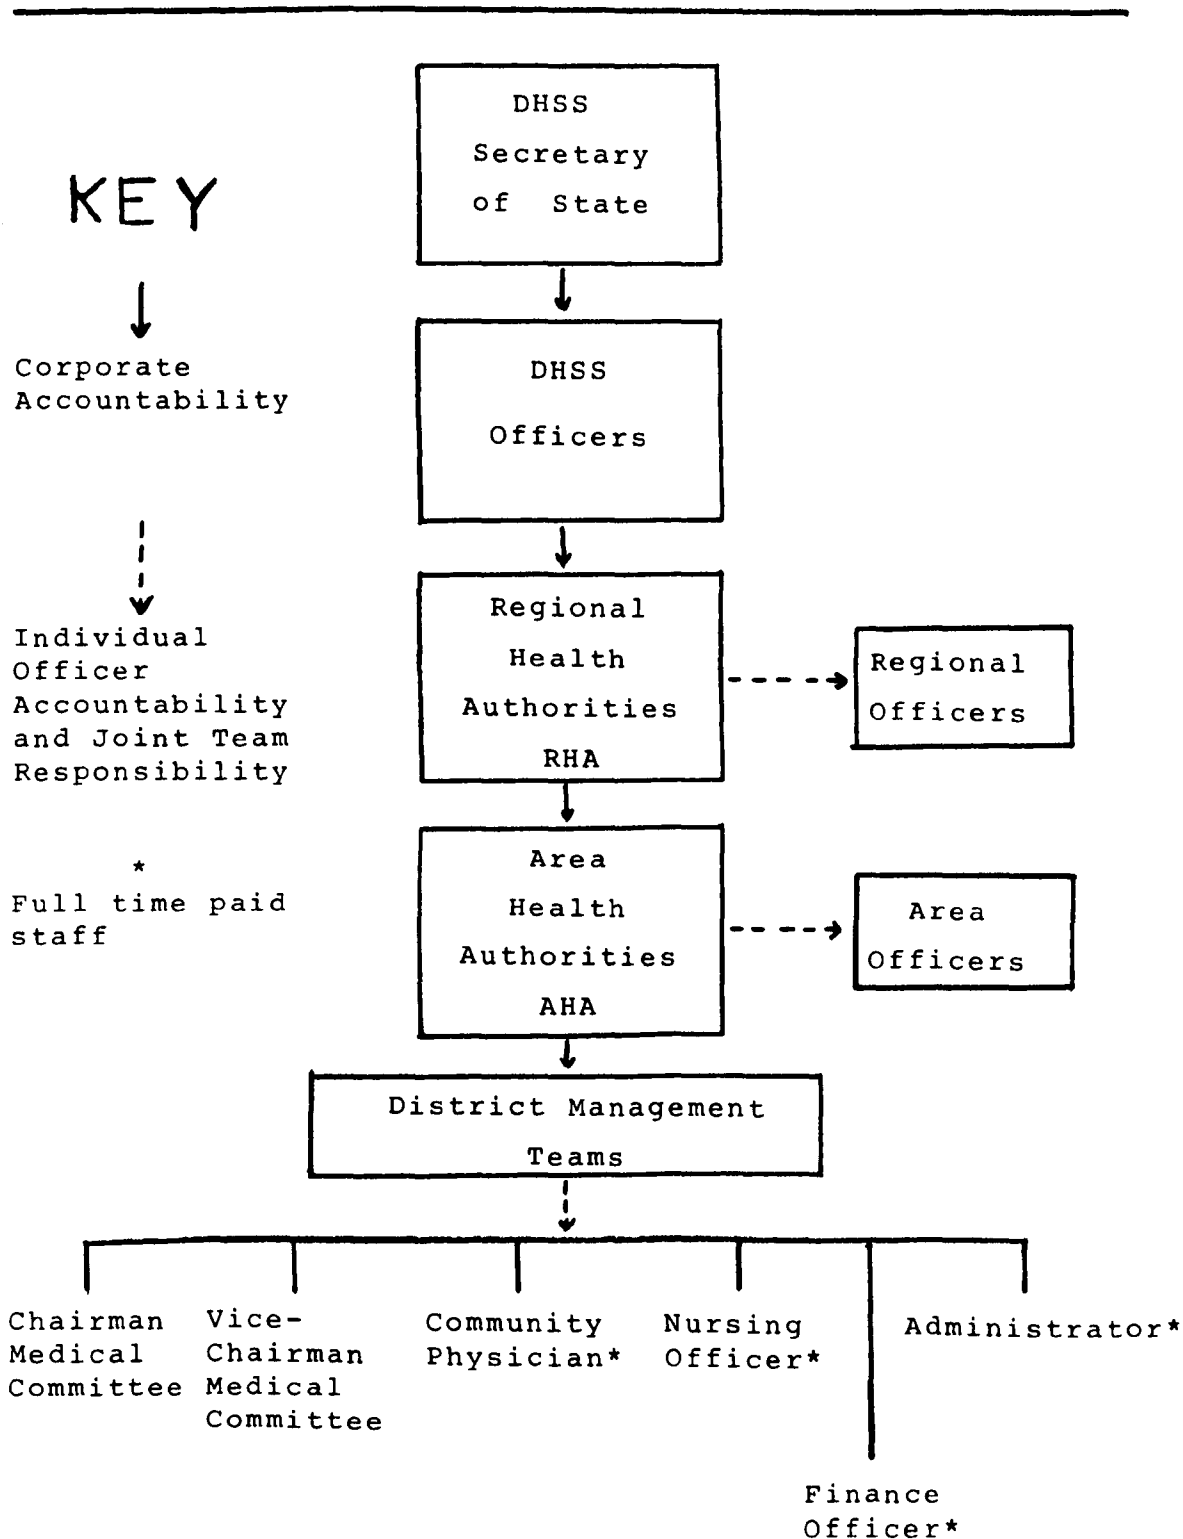 KEY
Corporate
Accountability
Individual
Officer
Accountability
and Joint Team
Responsibility
*
Full time paid
staff
DHSS
Secretary
of State
DHSS
Officers
Regional
Health
Authorities
RHA
Regional
Officers
Area
Health
Authorities
AHA
Area
Officers
District Management
Teams
Chairman
Medical
Committee
Vice-
Chairman
Medical
Committee
Community
Physician*
Nursing
Officer*
Finance
Officer*
Administrator*